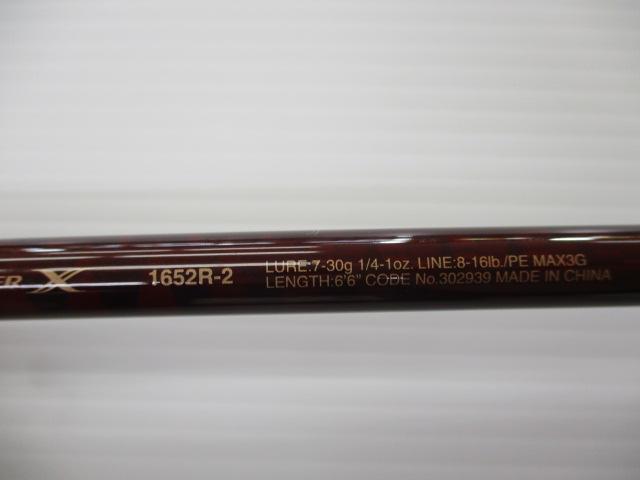 ER X 1652R-2
LURE:7-30g 1/4-1oz. LINE:8-16lb./PE MAX3G
LENGTH:6'6" CODE No.302939 MADE IN CHINA